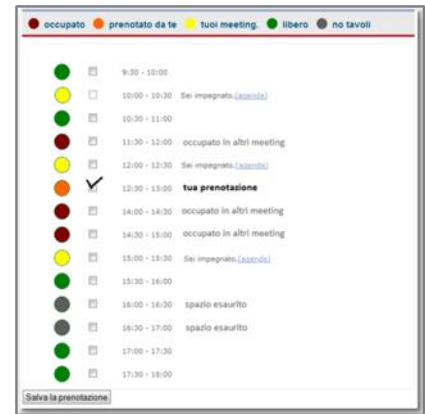 occupato prenotato da te tuoi meeting. libero no tavoli
9:30 - 10:00
10:00 - 10:30 Sei impegnato.(agenda)
10:30 - 11:00
11:30 - 12:00 occupato in altri meeting
12:00 - 12:30 Sei impegnato.(agenda)
12:30 - 13:00 tua prenotazione
14:00 - 14:30 occupato in altri meeting
14:30 - 15:00 occupato in altri meeting
15:00 - 15:30 Sei impegnato.(agenda)
15:30 - 16:00
16:00 - 16:30 spazio esaurito
16:30 - 17:00 spazio esaurito
17:00 - 17:30
17:30 - 18:00
Salva la prenotazione